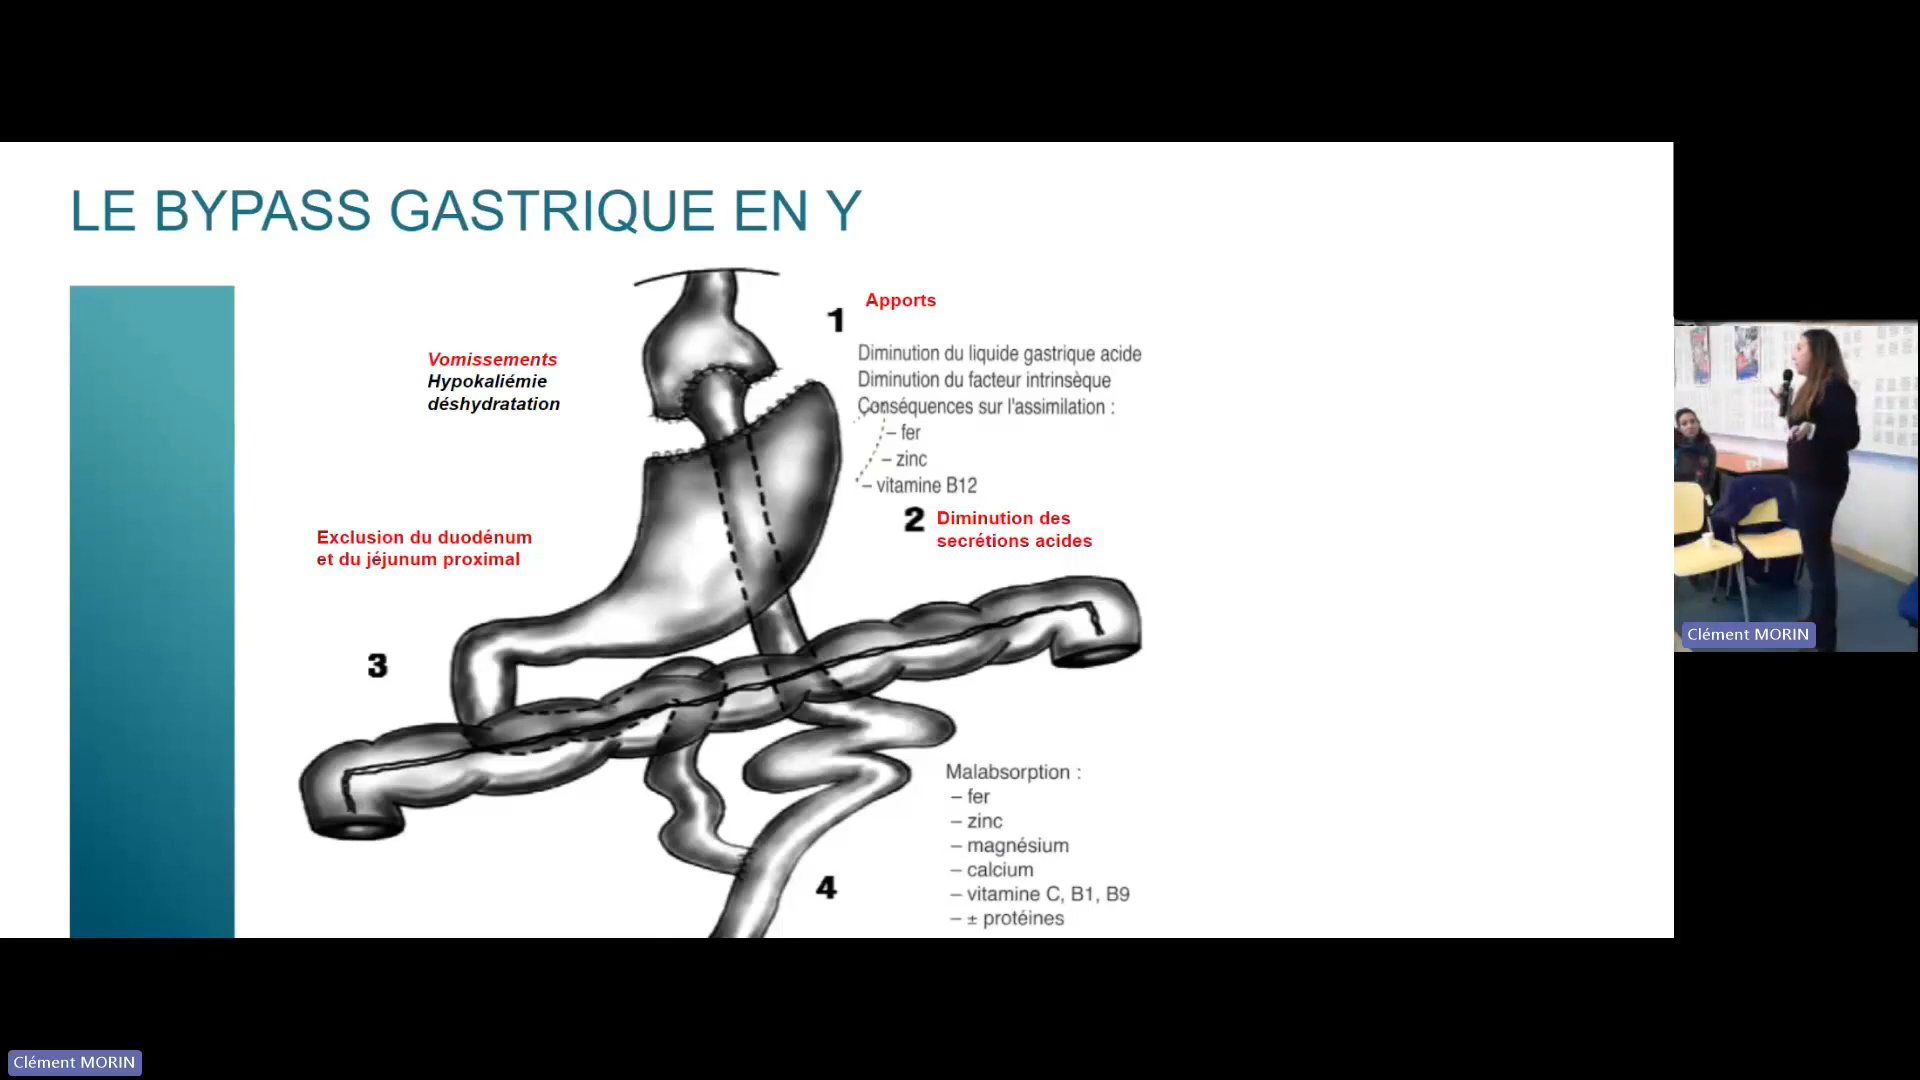 LE BYPASS GASTRIQUE EN Y
1
Apports
Vomissements
Hypokaliémie
déshydratation
Diminution du liquide gastrique acide
Diminution du facteur intrinsèque
Conséquences sur l'assimilation :
– fer
– zinc
– vitamine B12
2
Diminution des
secrétions acides
Exclusion du duodénum
et du jéjunum proximal
3
4
Malabsorption :
– fer
– zinc
– magnésium
– calcium
– vitamine C, B1, B9
– ± protéines
Clément MORIN
Clément MORIN